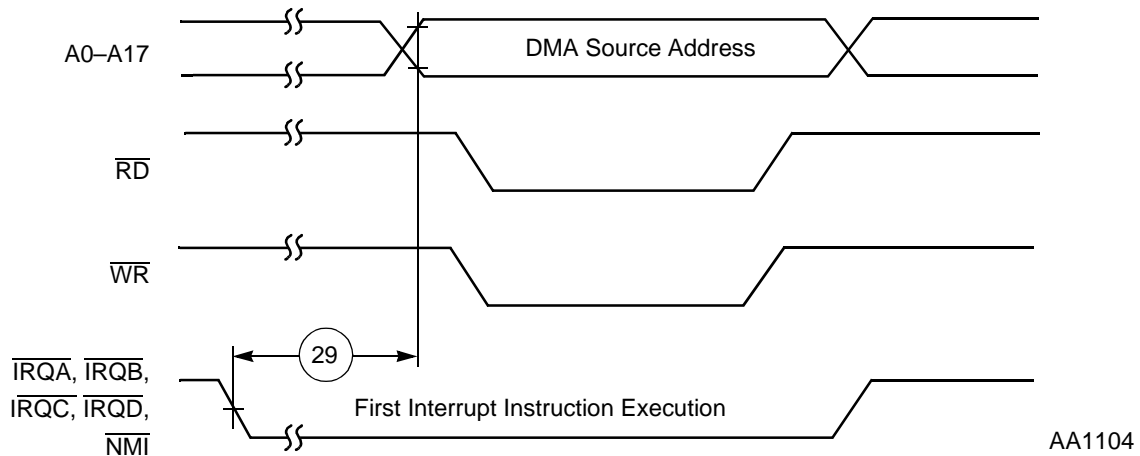 A0–A17
DMA Source Address
RD
WR
29
IRQA, IRQB,
IRQC, IRQD,
NMI
First Interrupt Instruction Execution
AA1104